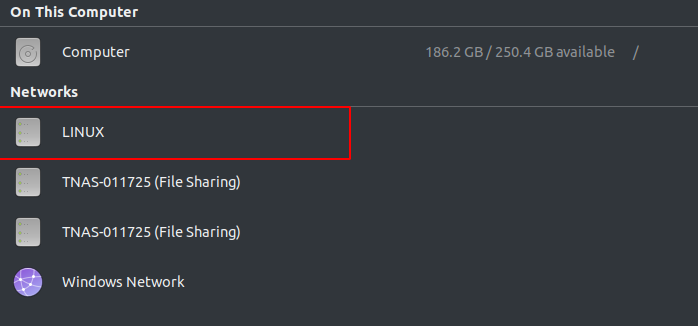 On This Computer
Computer 186.2 GB / 250.4 GB available /
Networks
LINUX
TNAS-011725 (File Sharing)
TNAS-011725 (File Sharing)
Windows Network